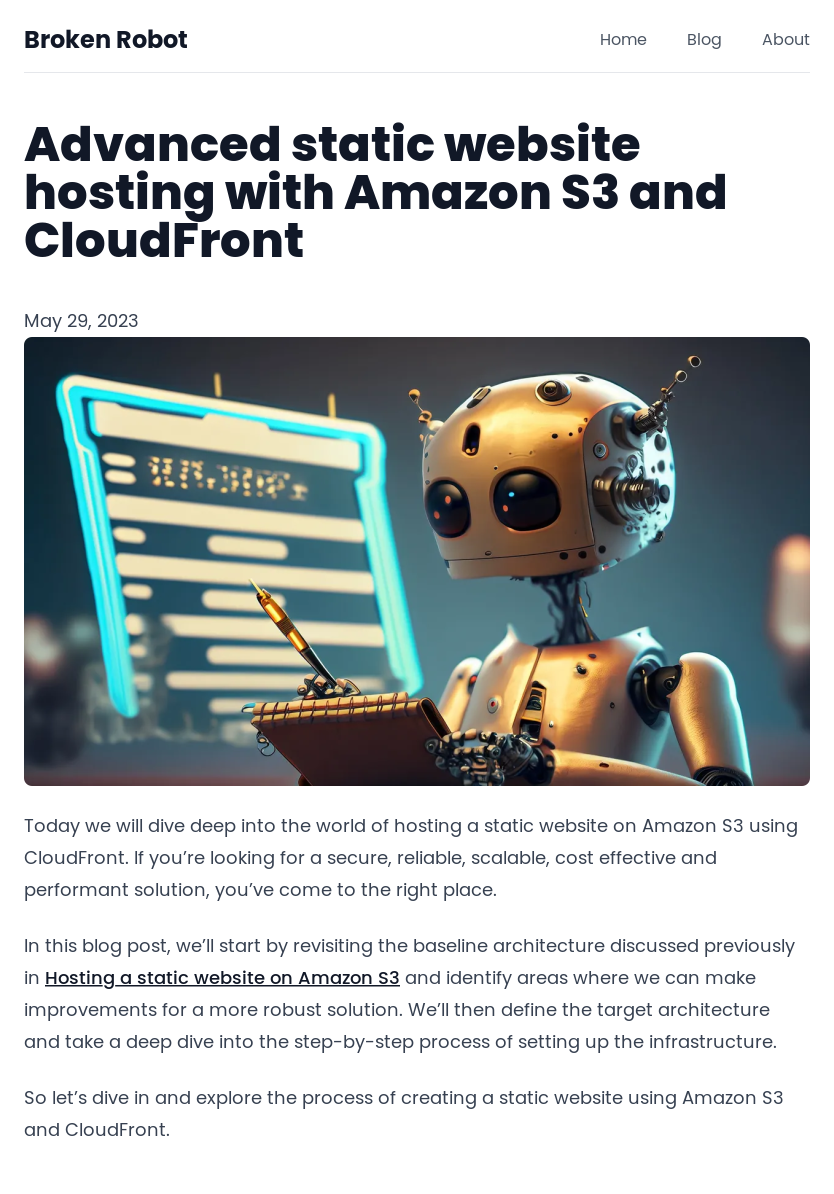 Broken Robot
Home Blog About
Advanced static website
hosting with Amazon S3 and
CloudFront
May 29, 2023
Today we will dive deep into the world of hosting a static website on Amazon S3 using
CloudFront. If you’re looking for a secure, reliable, scalable, cost effective and
performant solution, you’ve come to the right place.
In this blog post, we’ll start by revisiting the baseline architecture discussed previously
in Hosting a static website on Amazon S3 and identify areas where we can make
improvements for a more robust solution. We’ll then define the target architecture
and take a deep dive into the step-by-step process of setting up the infrastructure.
So let’s dive in and explore the process of creating a static website using Amazon S3
and CloudFront.